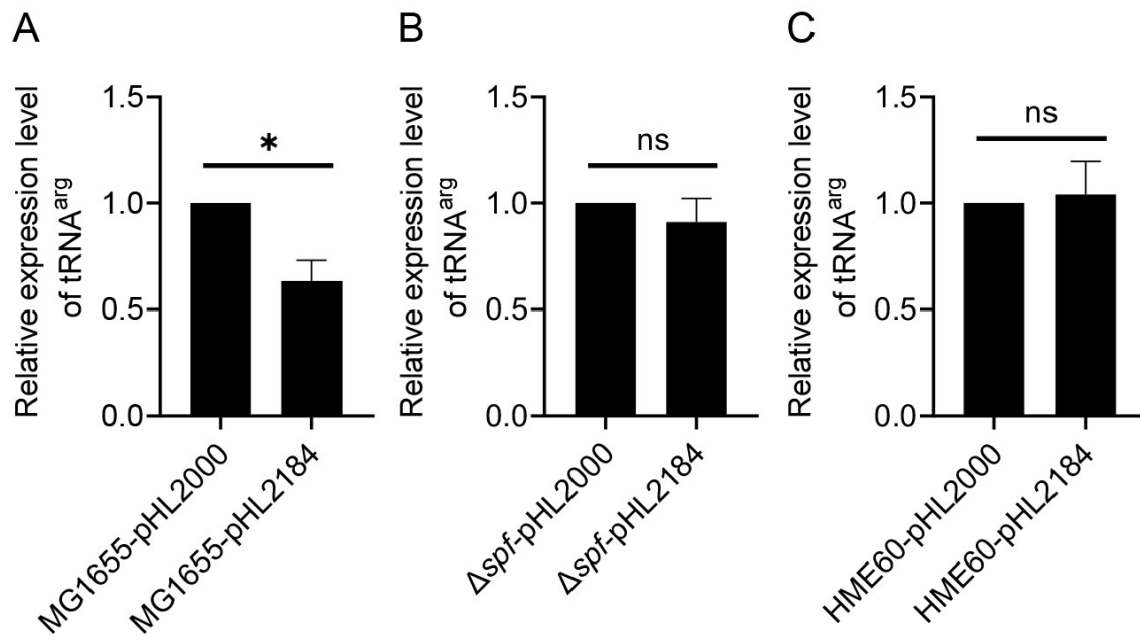 A
Relative expression level
of tRNAarg
1.5
1.0
0.5
0.0
*
MG1655-pHL2000
MG1655-pHL2184
B
Relative expression level
of tRNAarg
1.5
1.0
0.5
0.0
ns
Δspf-pHL2000
Δspf-pHL2184
C
Relative expression level
of tRNAarg
1.5
1.0
0.5
0.0
ns
HME60-pHL2000
HME60-pHL2184